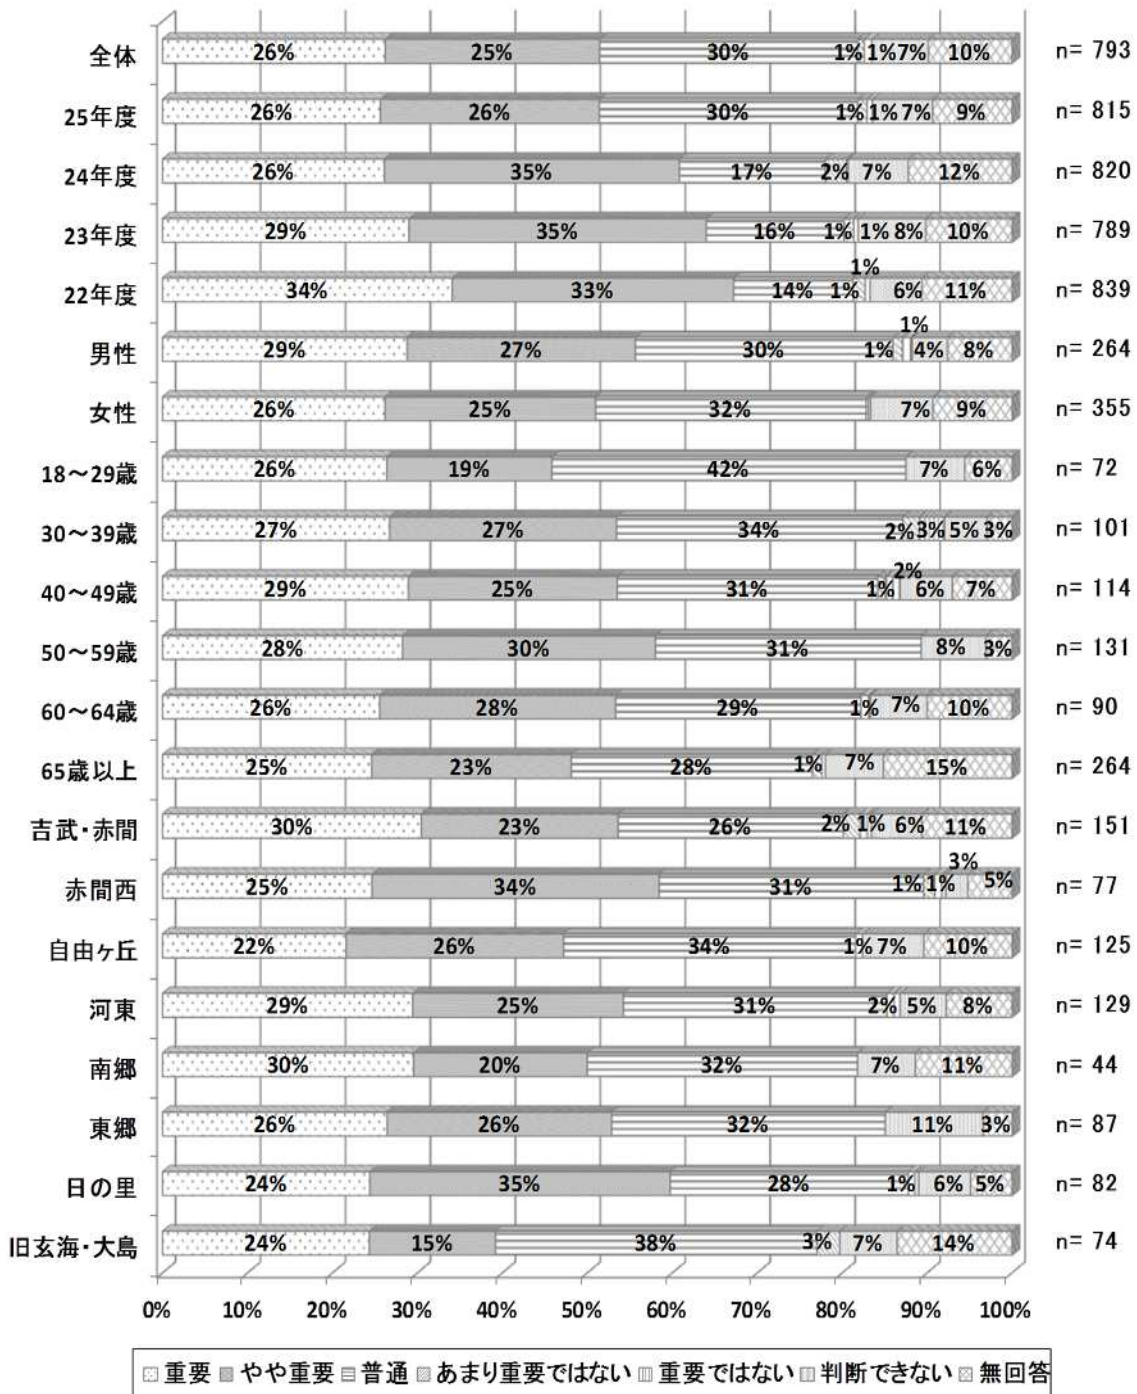 全体 26% 25% 30% 1% 1% 7% 10% n= 793
25年度 26% 26% 30% 1% 1% 7% 9% n= 815
24年度 26% 35% 17% 2% 7% 12% n= 820
23年度 29% 35% 16% 1% 1% 8% 10% n= 789
1%
22年度 34% 33% 14% 1% 6% 11% n= 839
1%
男性 29% 27% 30% 1% 4% 8% n= 264
女性 26% 25% 32% 7% 9% n= 355
18～29歳 26% 19% 42% 7% 6% n= 72
30～39歳 27% 27% 34% 2% 3% 5% 3% n= 101
2%
40～49歳 29% 25% 31% 1% 6% 7% n= 114
50～59歳 28% 30% 31% 8% 3% n= 131
60～64歳 26% 28% 29% 1% 7% 10% n= 90
65歳以上 25% 23% 28% 1% 7% 15% n= 264
吉武・赤間 30% 23% 26% 2% 1% 6% 11% n= 151
3%
赤間西 25% 34% 31% 1% 1% 5% n= 77
自由ヶ丘 22% 26% 34% 1% 7% 10% n= 125
河東 29% 25% 31% 2% 5% 8% n= 129
南郷 30% 20% 32% 7% 11% n= 44
東郷 26% 26% 32% 11% 3% n= 87
日の里 24% 35% 28% 1% 6% 5% n= 82
旧玄海・大島 24% 15% 38% 3% 7% 14% n= 74
0% 10% 20% 30% 40% 50% 60% 70% 80% 90% 100%
重要 やや重要 普通 あまり重要ではない 重要ではない 判断できない 無回答